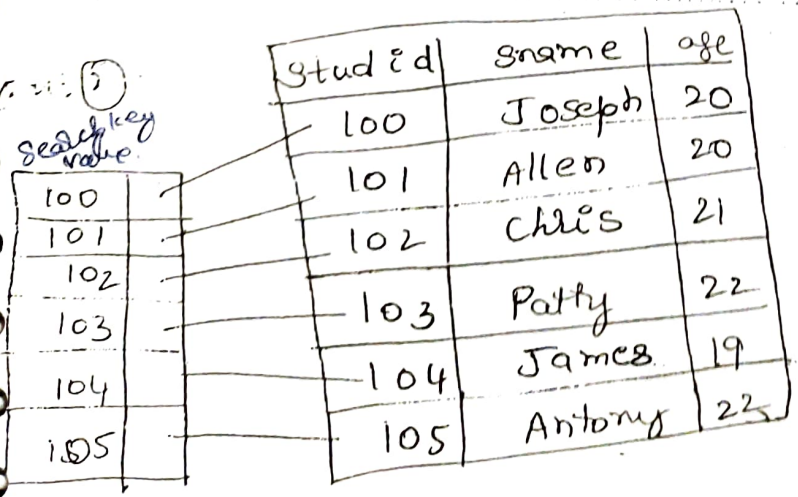 Stud id sname age
100 Joseph 20
101 Allen 20
102 Chris 21
103 Patty 22
104 James 19
105 Antony 22
Search key
value
100
101
102
103
104
105